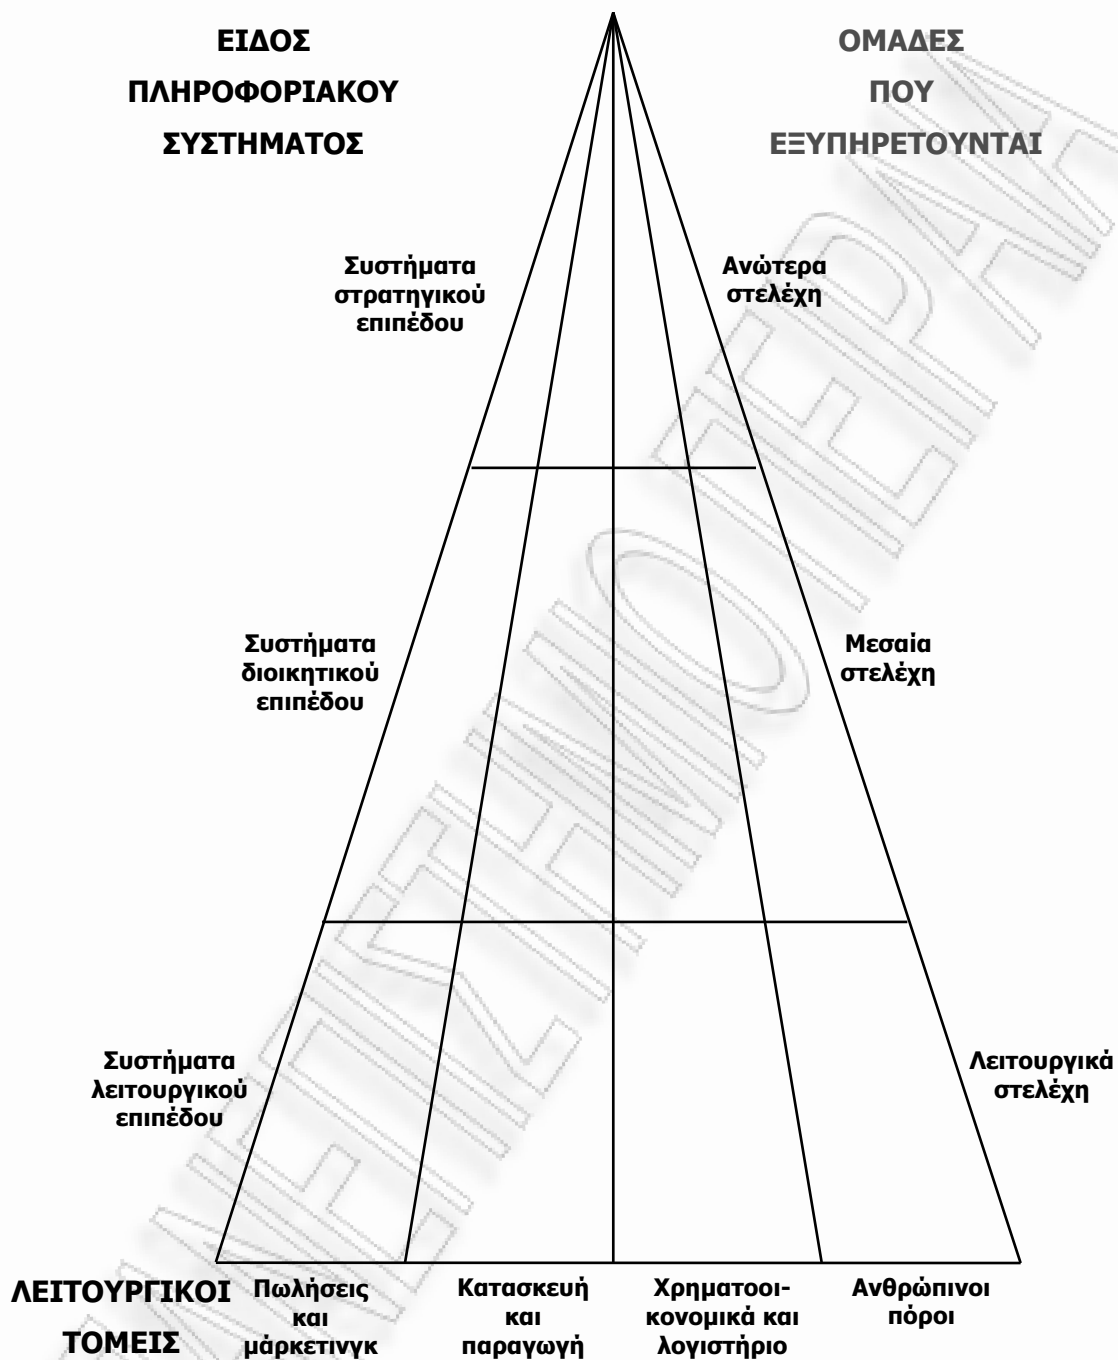 ΕΙΔΟΣ
ΠΛΗΡΟΦΟΡΙΑΚΟΥ
ΣΥΣΤΗΜΑΤΟΣ
ΟΜΑΔΕΣ
ΠΟΥ
ΕΞΥΠΗΡΕΤΟΥΝΤΑΙ
Συστήματα
στρατηγικού
επιπέδου
Ανώτερα
στελέχη
Συστήματα
διοικητικού
επιπέδου
Μεσαία
στελέχη
Συστήματα
λειτουργικού
επιπέδου
Λειτουργικά
στελέχη
ΛΕΙΤΟΥΡΓΙΚΟΙ
ΤΟΜΕΙΣ
Πωλήσεις
και
μάρκετινγκ
Κατασκευή
και
παραγωγή
Χρηματοοι-
κονομικά και
λογιστήριο
Ανθρώπινοι
πόροι